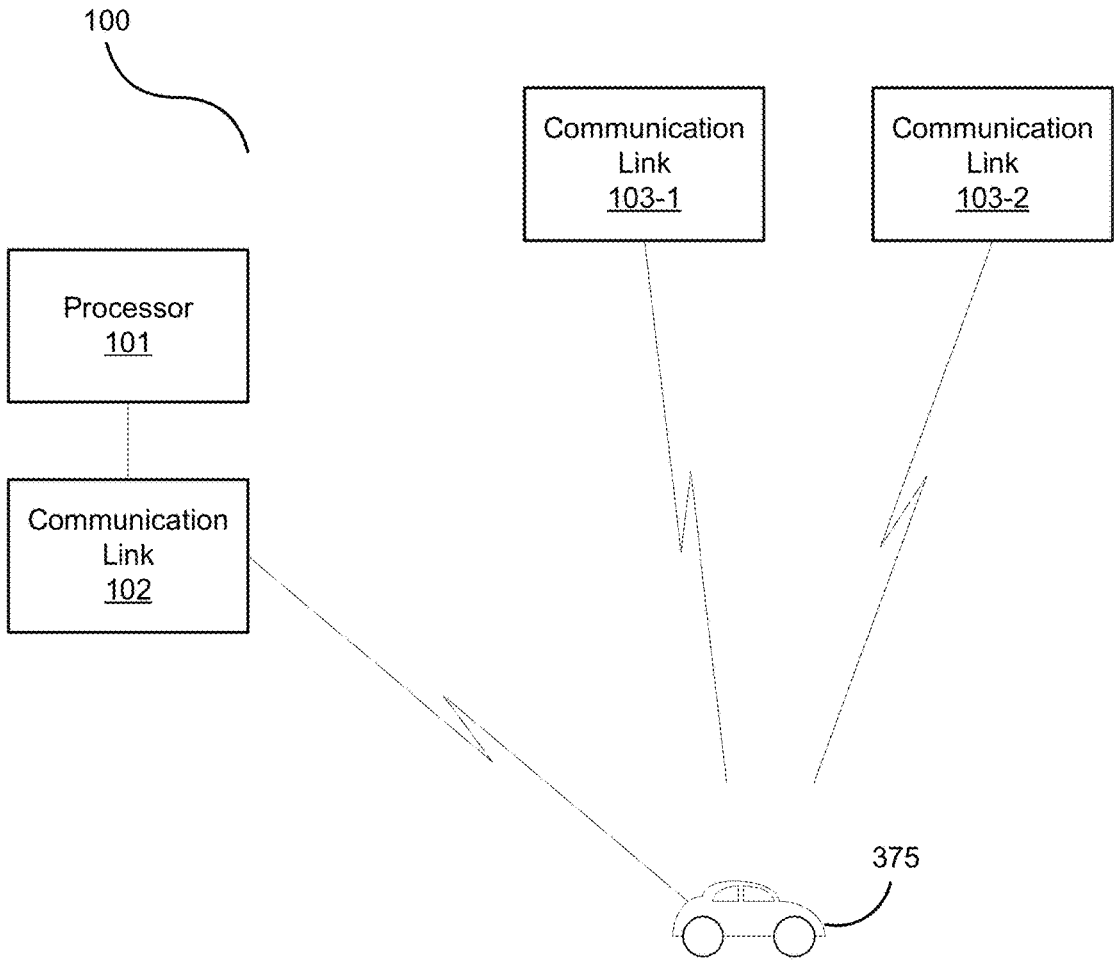 100
Communication
Link
103-1
Communication
Link
103-2
Processor
101
Communication
Link
102
375